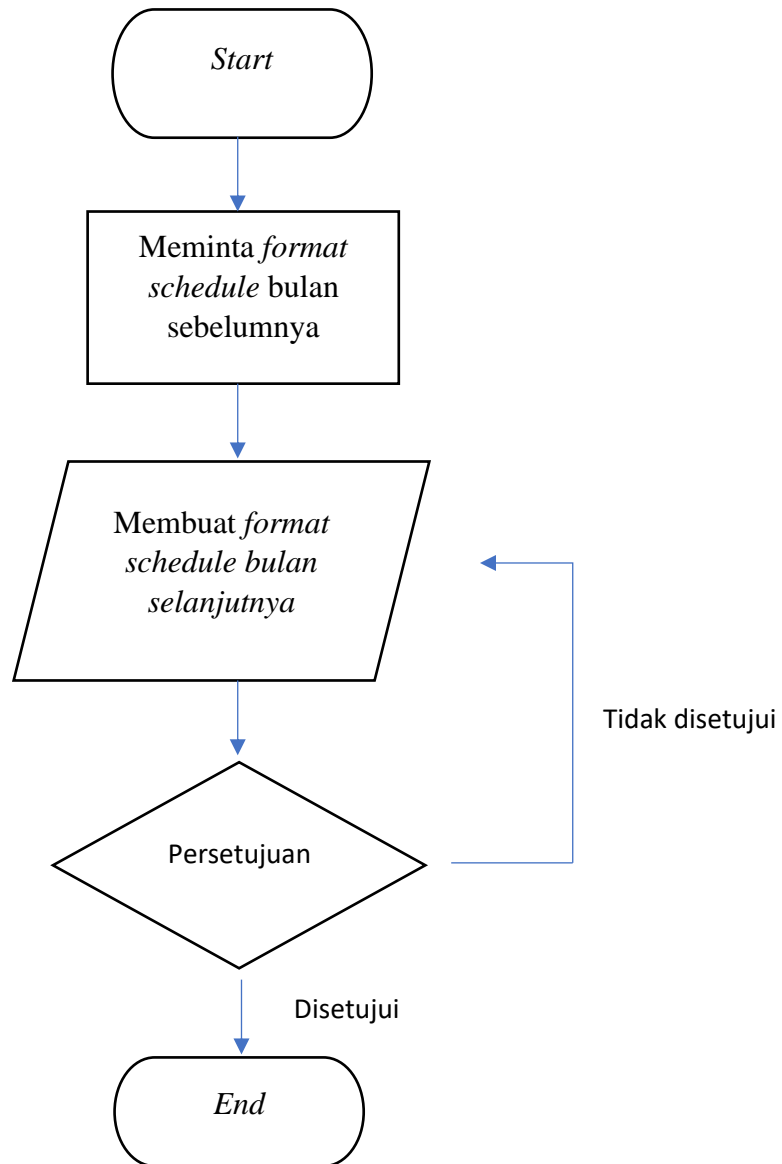 Start
Meminta format
schedule bulan
sebelumnya
Membuat format
schedule bulan
selanjutnya
Tidak disetujui
Persetujuan
Disetujui
End